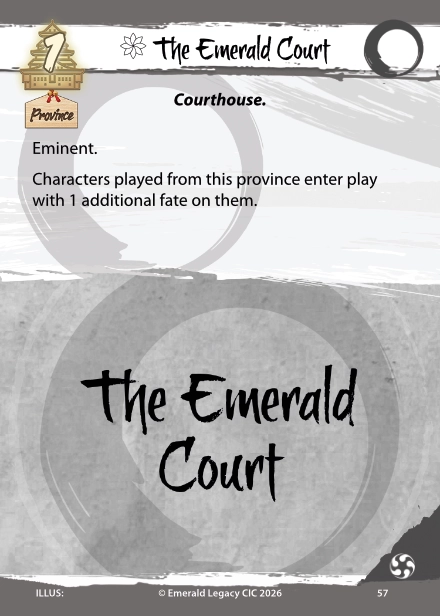 1
The Emerald Court
Province
Courthouse.
Eminent.
Characters played from this province enter play
with 1 additional fate on them.
The Emerald
Court
ILLUS:
© Emerald Legacy CIC 2026
57